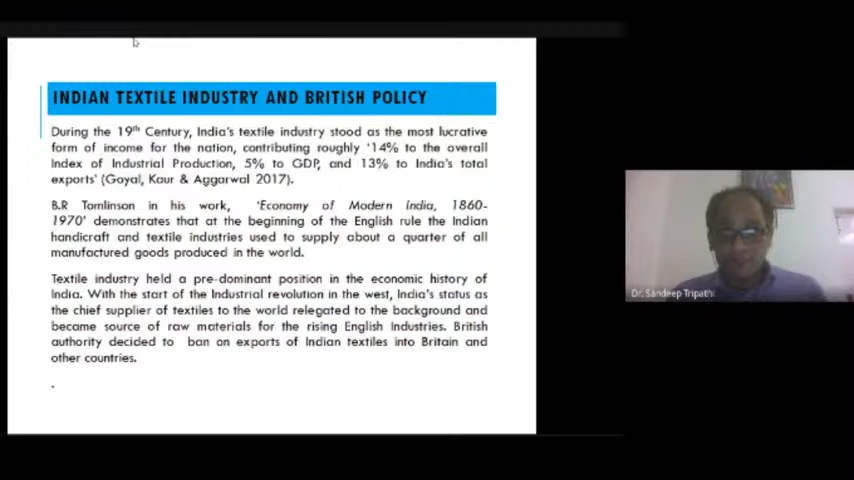 INDIAN TEXTILE INDUSTRY AND BRITISH POLICY
During the 19th Century, India's textile industry stood as the most lucrative
form of income for the nation, contributing roughly '14% to the overall
Index of Industrial Production, 5% to GDP, and 13% to India's total
exports' (Goyal, Kaur & Aggarwal 2017).
B.R Tomlinson in his work, 'Economy of Modern India, 1860-
1970' demonstrates that at the beginning of the English rule the Indian
handicraft and textile industries used to supply about a quarter of all
manufactured goods produced in the world.
Textile industry held a pre-dominant position in the economic history of
India. With the start of the Industrial revolution in the west, India's status as
the chief supplier of textiles to the world relegated to the background and
became source of raw materials for the rising English Industries. British
authority decided to ban on exports of Indian textiles into Britain and
other countries.
.
Dr. Sandeep Tripathi